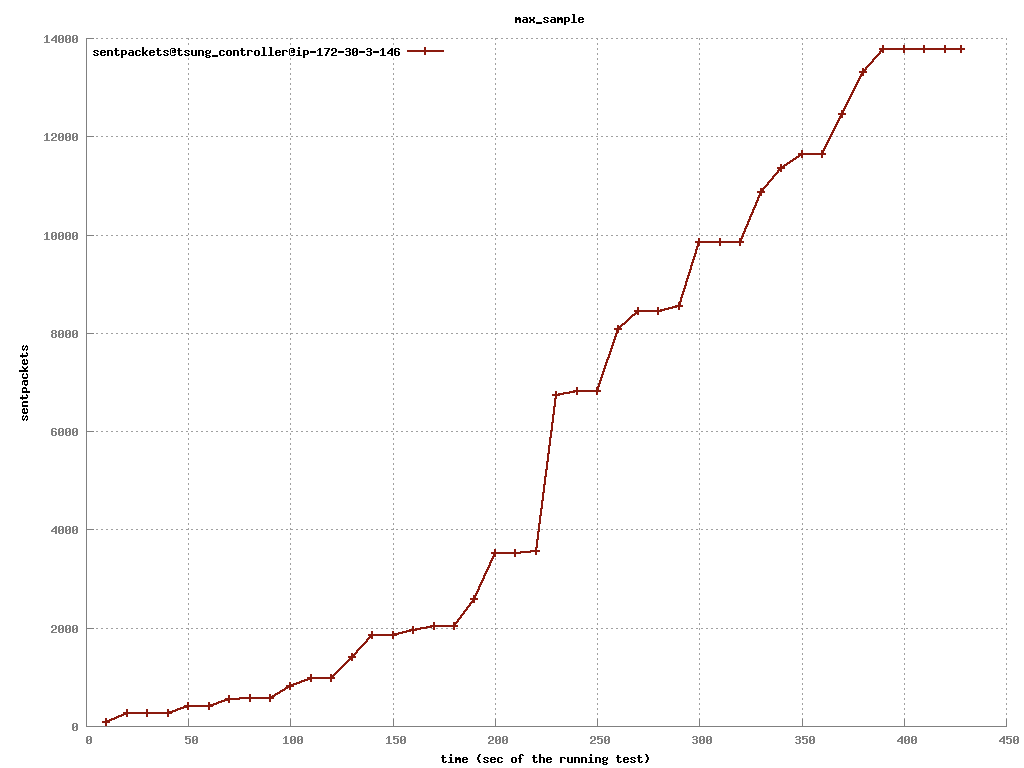 max_sample
sentpackets@tsung_controller@ip-172-30-3-146
14000
12000
10000
8000
6000
4000
2000
0
sentpackets
0 50 100 150 200 250 300 350 400 450
time (sec of the running test)